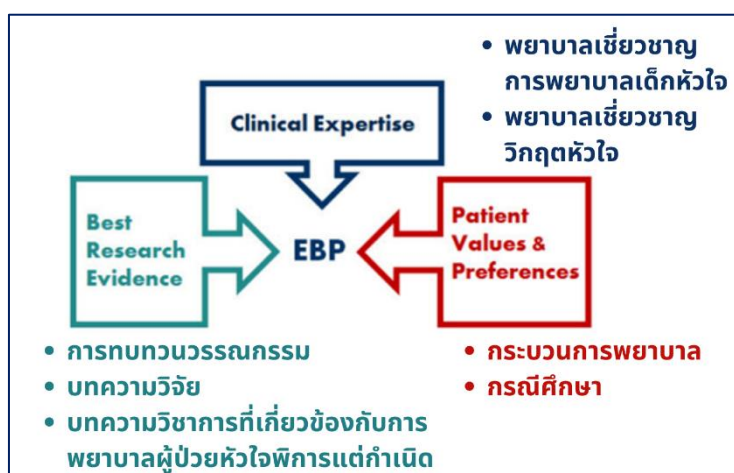 • พยาบาลเชี่ยวชาญ
การพยาบาลเด็กหัวใจ
• พยาบาลเชี่ยวชาญ
วิกฤตหัวใจ
Clinical Expertise
Best
Research
Evidence
EBP
Patient
Values &
Preferences
• การทบทวนวรรณกรรม
• บทความวิจัย
• บทความวิชาการที่เกี่ยวข้องกับการ
พยาบาลผู้ป่วยหัวใจพิการแต่กำเนิด
• กระบวนการพยาบาล
• กรณีศึกษา